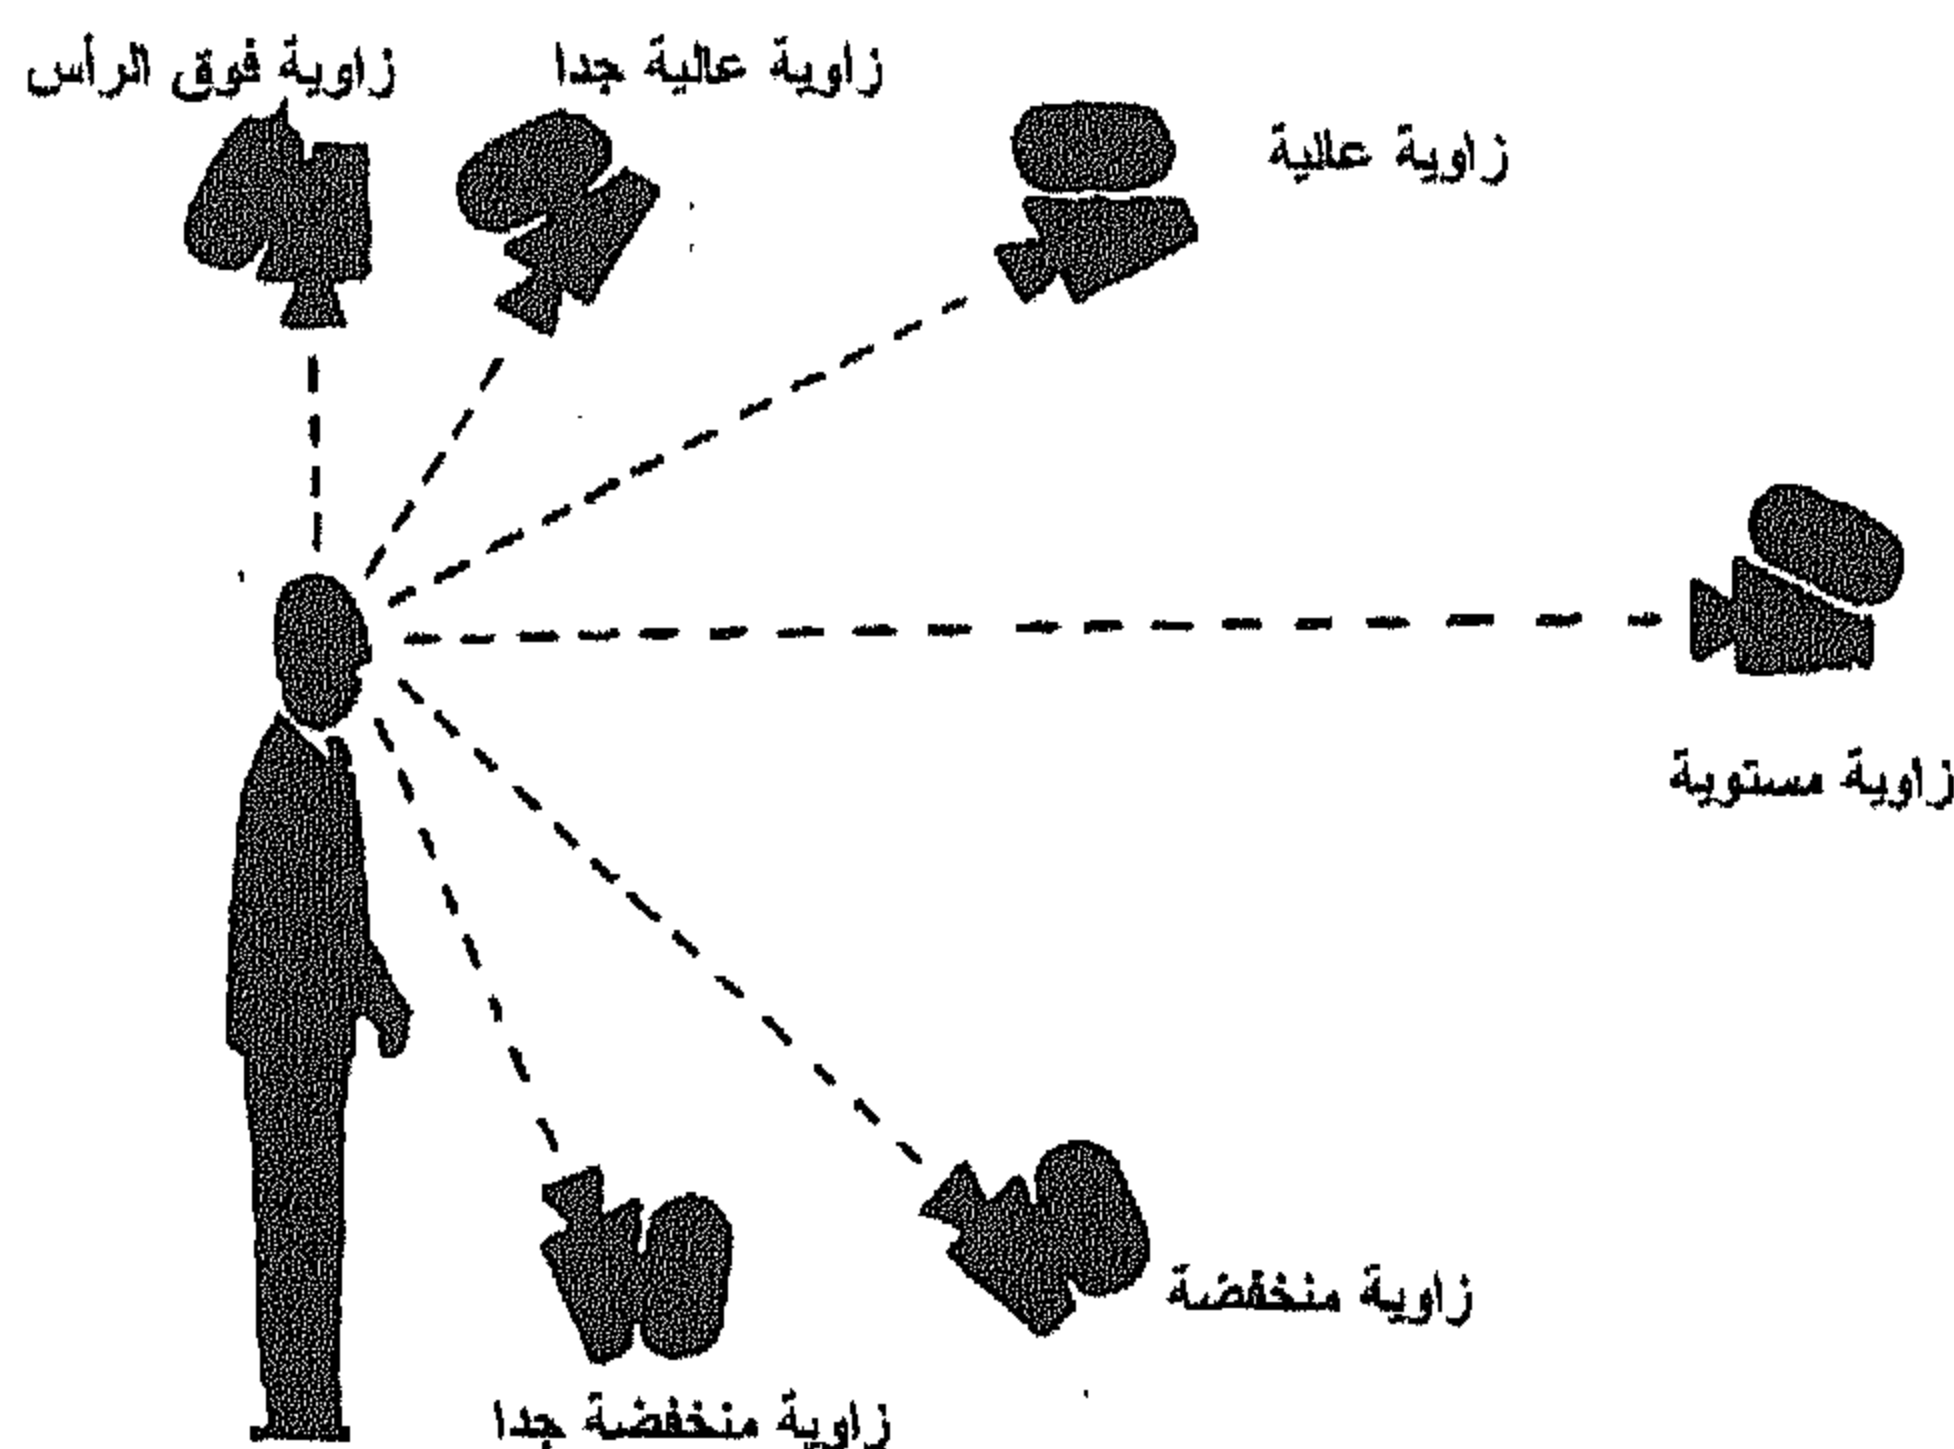 زاوية فوق الرأس
زاوية عالية جدا
زاوية عالية
زاوية مستوية
زاوية منخفضة
زاوية منخفضة جدا